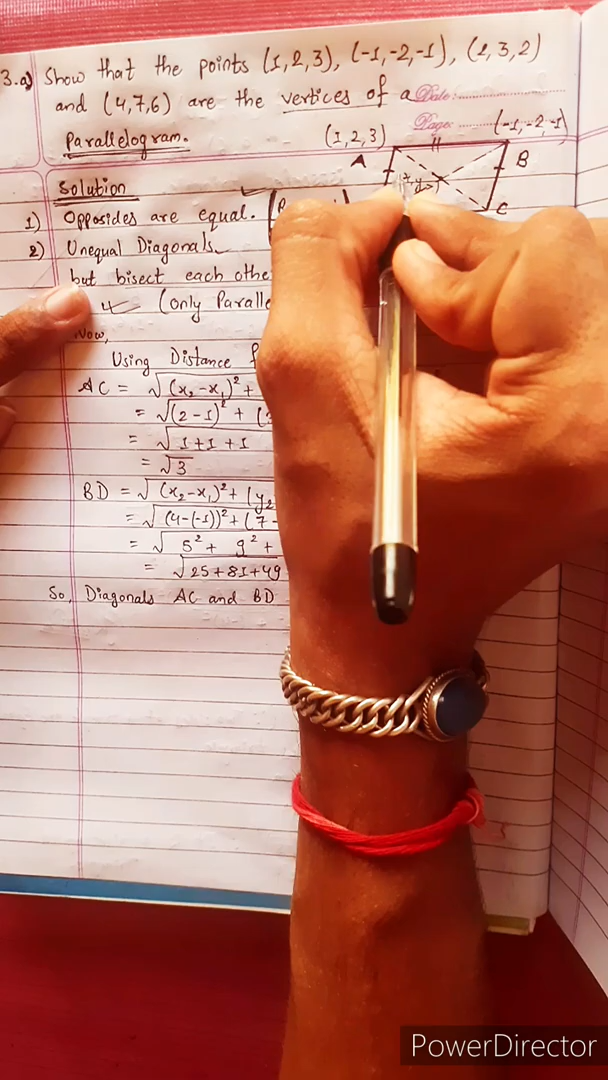 3.a) Show that the points (1,2,3), (-1,-2,-1), (2,3,2)
and (4,7,6) are the vertices of a Date:
Parallelogram. (1,2,3) Page: (-1,-2,-1)
A B
Solution
1) Opposides are equal. C
2) Unequal Diagonals
but bisect each othe
(only Paralle
Now,
Using Distance f
AC = √(x₂-x₁)² +
= √(2-1)² + (3
= √1+1+1
= √3
BD = √(x₂-x₁)² + (y₂
= √(4-(-1))² + (7-
= √5² + 9² +
= √25+81+49
So, Diagonals AC and BD
PowerDirector